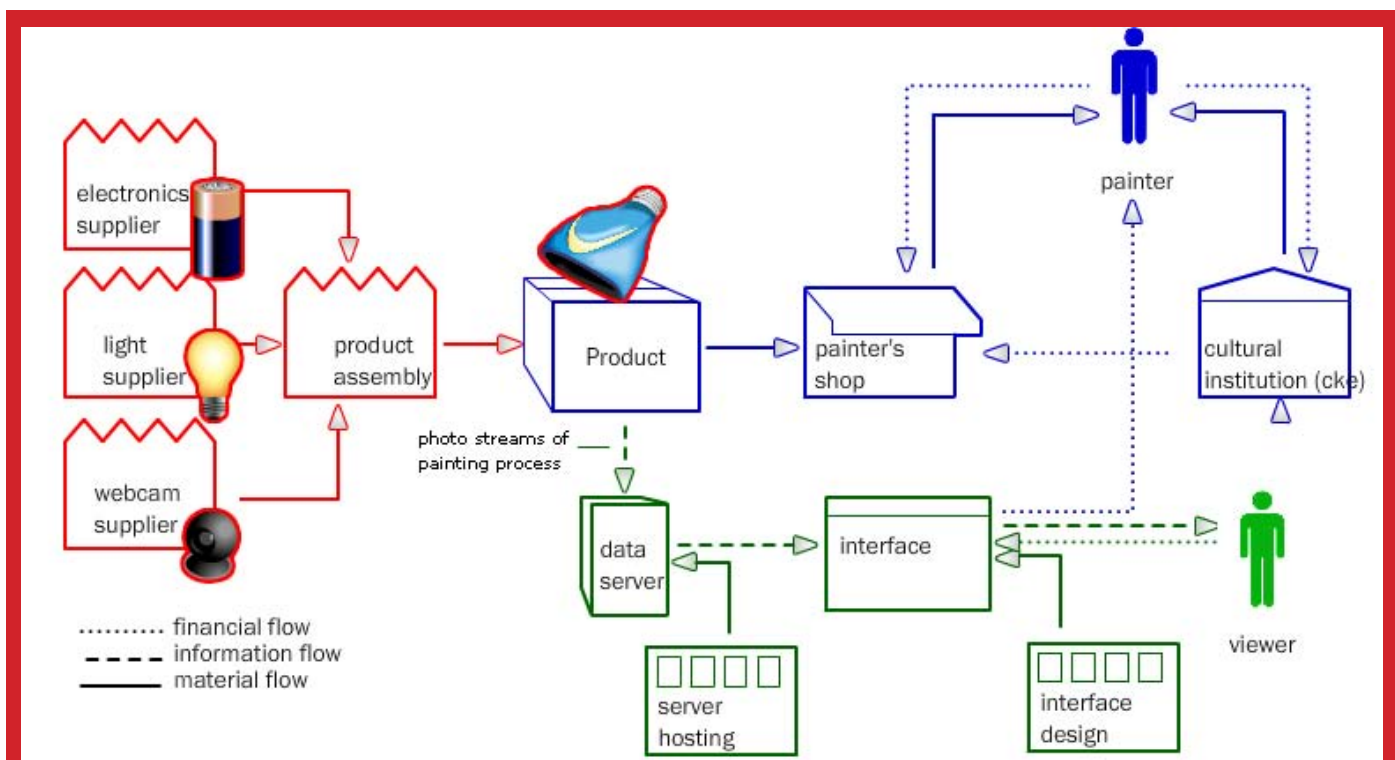 painter
electronics
supplier
light
supplier
product
assembly
Product
painter's
shop
cultural
institution (cke)
photo streams of
painting process
webcam
supplier
data
server
interface
financial flow
information flow
material flow
viewer
server
hosting
interface
design